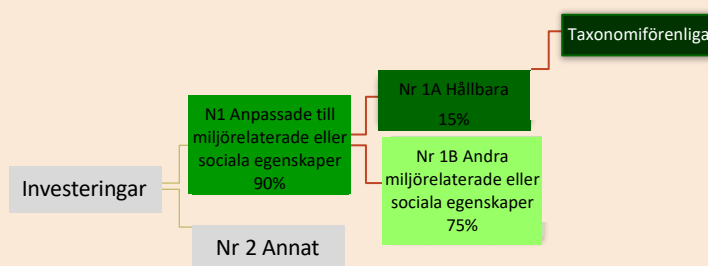 Investeringar
N1 Anpassade till
miljörelaterade eller
sociala egenskaper
90%
Nr 2 Annat
Nr 1A Hållbara
15%
Nr 1B Andra
miljörelaterade eller
sociala egenskaper
75%
Taxonomiförenliga